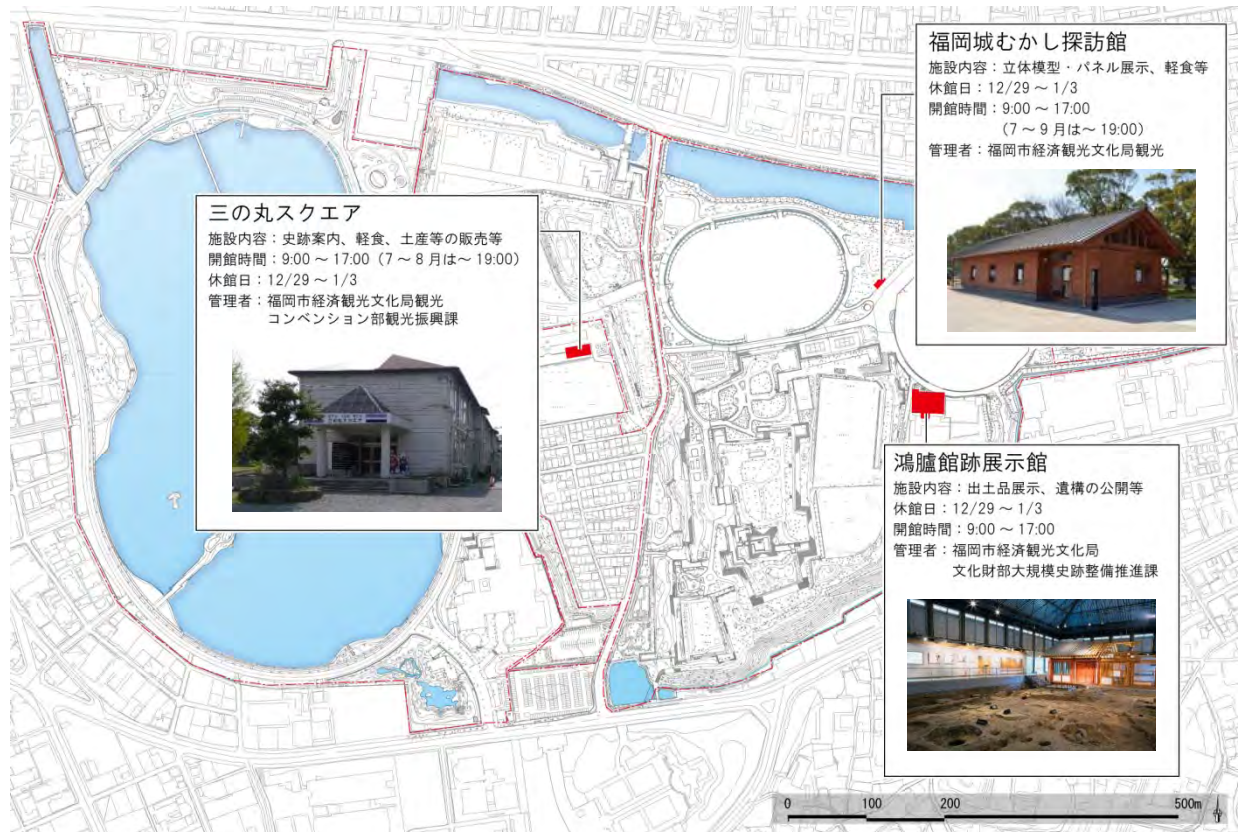 福岡城むかし探訪館
施設内容：立体模型・パネル展示、軽食等
休館日：12/29 ～ 1/3
開館時間：9:00 ～ 17:00
（7 ～ 9 月は～ 19:00）
管理者：福岡市経済観光文化局観光
三の丸スクエア
施設内容：史跡案内、軽食、土産等の販売等
開館時間：9:00 ～ 17:00（7 ～ 8 月は～ 19:00）
休館日：12/29 ～ 1/3
管理者：福岡市経済観光文化局観光
コンベンション部観光振興課
三の丸スクエア
鴻臚館跡展示館
施設内容：出土品展示、遺構の公開等
休館日：12/29 ～ 1/3
開館時間：9:00 ～ 17:00
管理者：福岡市経済観光文化局
文化財部大規模史跡整備推進課
0 100 200 500m